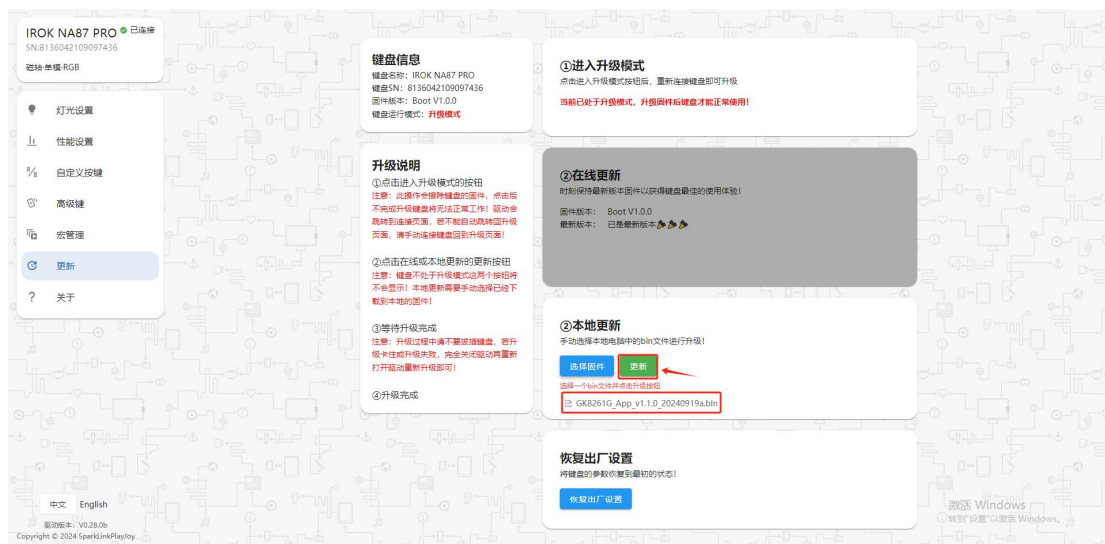 IROK NA87 PRO 已连接
SN:8136042109097436
磁轴·单模·RGB
灯光设置
性能设置
自定义按键
高级键
宏管理
更新
关于
中文 English
驱动版本: V0.28.0b
Copyright © 2024 SparkLinkPlayJoy
键盘信息
键盘名称: IROK NA87 PRO
键盘SN: 8136042109097436
固件版本: Boot V1.0.0
键盘运行模式: 升级模式
升级说明
①点击进入升级模式的按钮
注意: 此操作会擦除键盘的固件, 点击后
不完成升级键盘将无法正常工作! 驱动会
跳转到连接页面, 若不能自动跳转回升级
页面, 请手动连接键盘回到升级页面!
②点击在线或本地更新的更新按钮
注意: 键盘不处于升级模式这两个按钮将
不会显示! 本地更新需要手动选择已经下
载到本地的固件!
③等待升级完成
注意: 升级过程中请不要拔插键盘, 若升
级卡住或升级失败, 完全关闭驱动再重新
打开驱动重新升级即可!
④升级完成
①进入升级模式
点击进入升级模式按钮后, 重新连接键盘即可升级
当前已处于升级模式, 升级固件后键盘才能正常使用!
②在线更新
时刻保持最新版本固件以获得键盘最佳的使用体验!
固件版本: Boot V1.0.0
最新版本: 已是最新版本🎉🎉🎉
②本地更新
手动选择本地电脑中的bin文件进行升级!
选择固件 更新
选择一个bin文件并点击升级按钮
GK8261G_App_v1.1.0_20240919a.bin
恢复出厂设置
将键盘的参数恢复到最初的状态!
恢复出厂设置
激活 Windows
转到"设置"以激活 Windows。